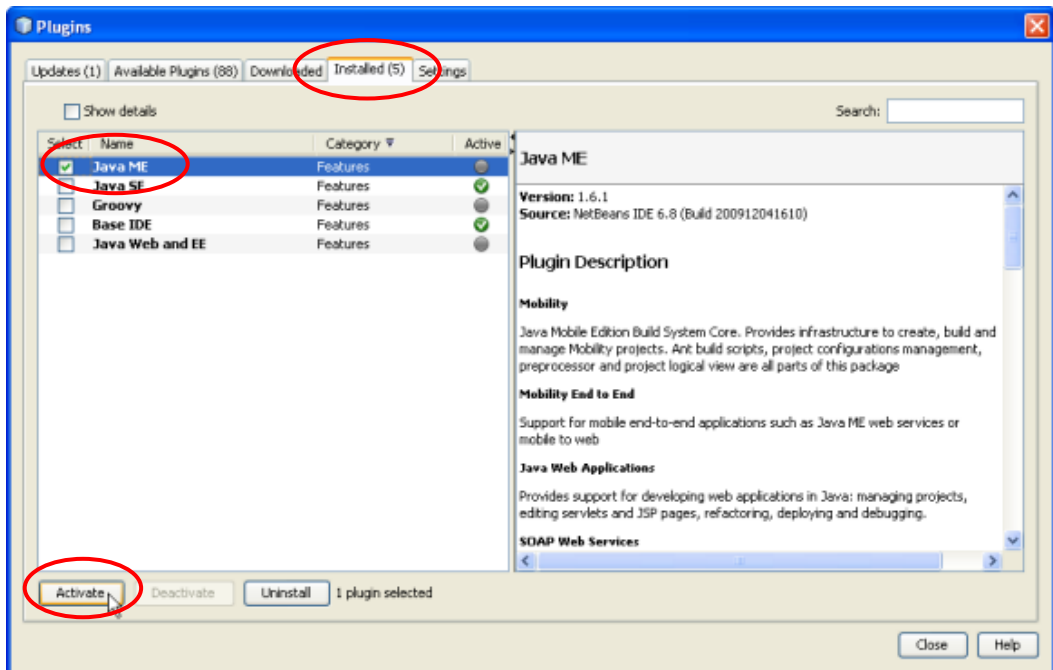 Plugins
Updates (1) Available Plugins (88) Downloaded Installed (5) Settings
Show details
Search:
Select Name Category Active
Java ME Features
Java SE Features
Groovy Features
Base IDE Features
Java Web and EE Features
Java ME
Version: 1.6.1
Source: NetBeans IDE 6.8 (Build 200912041610)
Plugin Description
Mobility
Java Mobile Edition Build System Core. Provides infrastructure to create, build and
manage Mobility projects. Ant build scripts, project configurations management,
preprocessor and project logical view are all parts of this package
Mobility End to End
Support for mobile end-to-end applications such as Java ME web services or
mobile to web
Java Web Applications
Provides support for developing web applications in Java: managing projects,
editing servlets and JSP pages, refactoring, deploying and debugging.
SOAP Web Services
Activate Deactivate Uninstall 1 plugin selected
Close Help